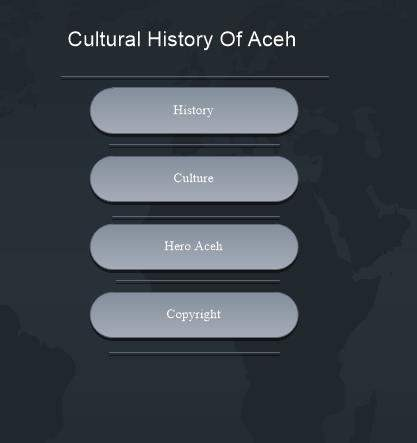 Cultural History Of Aceh
History
Culture
Hero Aceh
Copyright